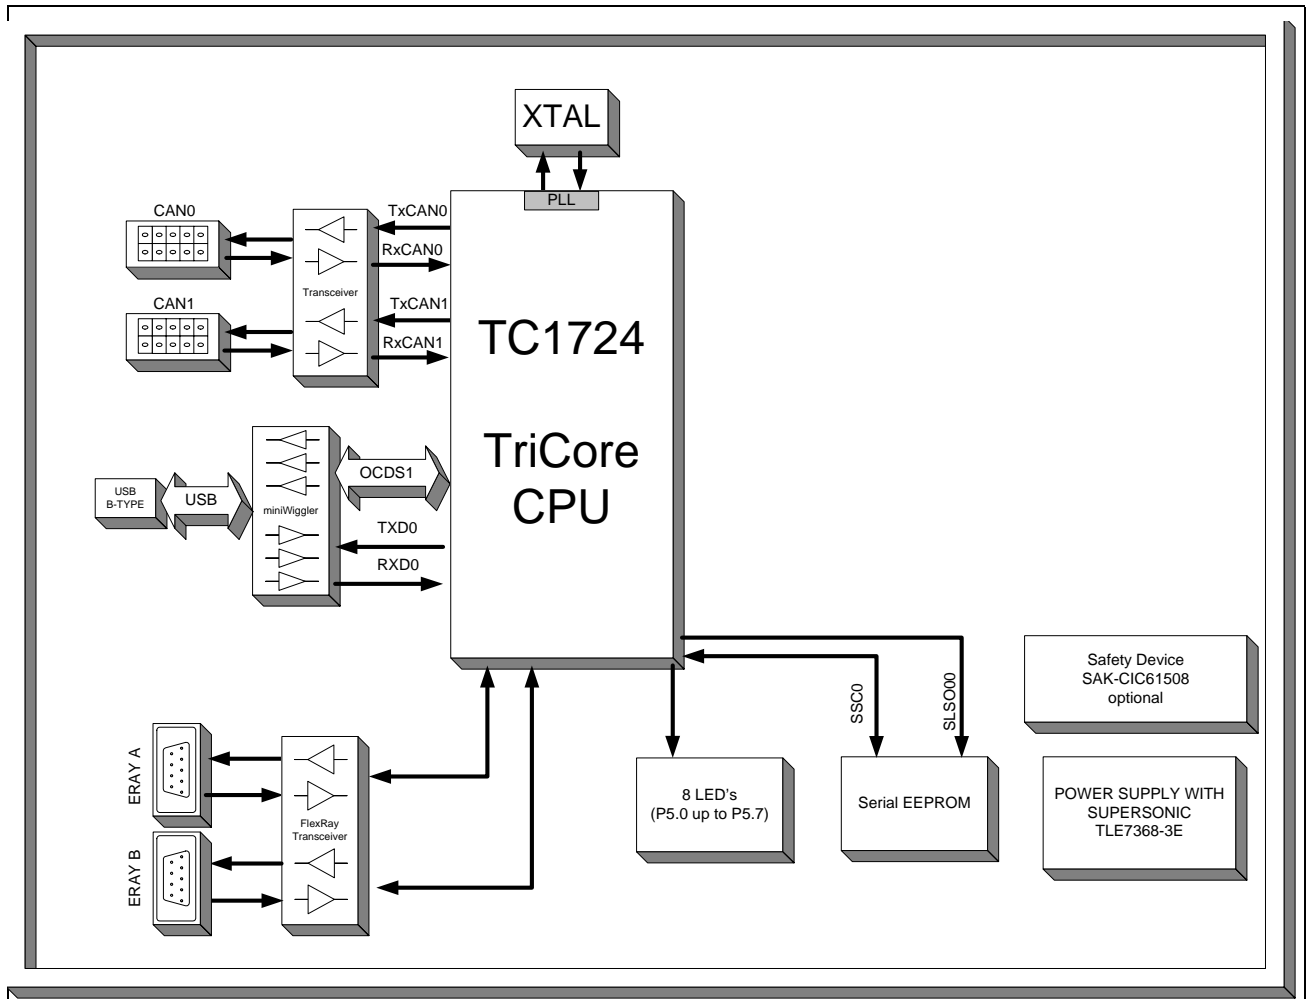 XTAL
PLL
CAN0
TxCAN0
RxCAN0
Transceiver
CAN1
TxCAN1
RxCAN1
TC1724
TriCore
CPU
OCDS1
USB
B-TYPE
USB
miniWiggler
TXD0
RXD0
SSC0
SLSO00
Safety Device
SAK-CIC61508
optional
ERAY A
ERAY B
FlexRay
Transceiver
8 LED's
(P5.0 up to P5.7)
Serial EEPROM
POWER SUPPLY WITH
SUPERSONIC
TLE7368-3E